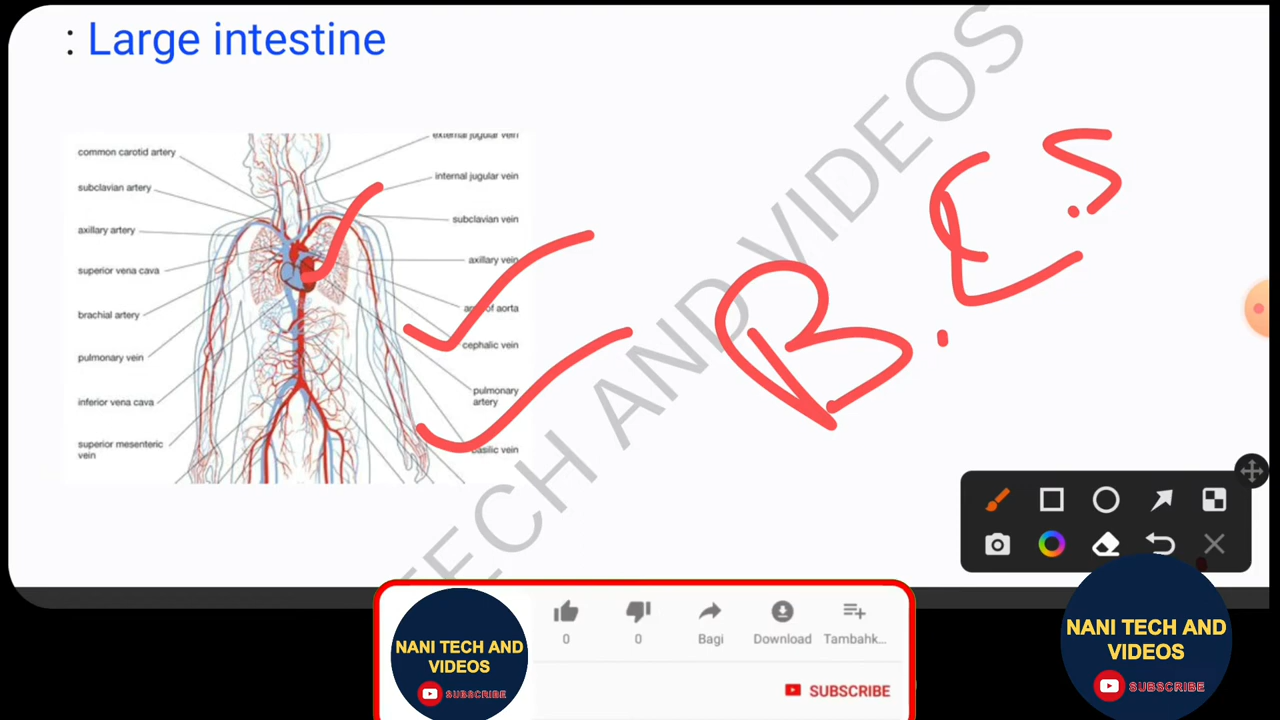 : Large intestine
external jugular vein
common carotid artery
internal jugular vein
subclavian artery
subclavian vein
axillary artery
axillary vein
superior vena cava
arch of aorta
brachial artery
cephalic vein
pulmonary vein
pulmonary
artery
inferior vena cava
superior mesenteric
vein
basilic vein
TECH AND VIDEOS
B.C.S
NANI TECH AND
VIDEOS
SUBSCRIBE
0
0
Bagi
Download
Tambahk...
SUBSCRIBE
NANI TECH AND
VIDEOS
SUBSCRIBE